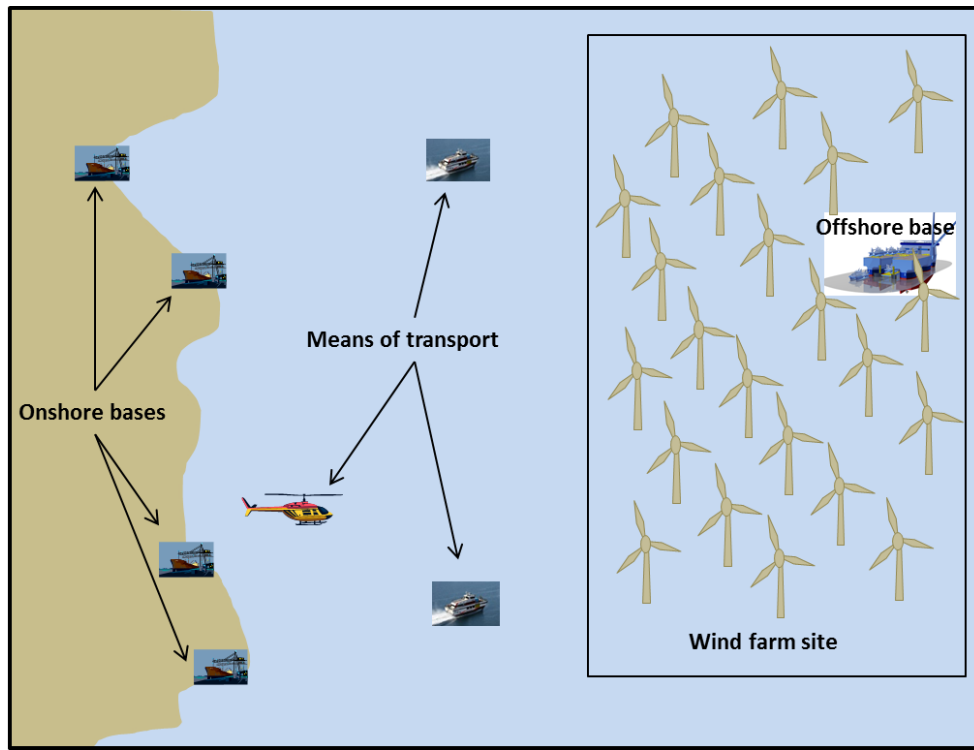 Offshore base
Means of transport
Onshore bases
Wind farm site